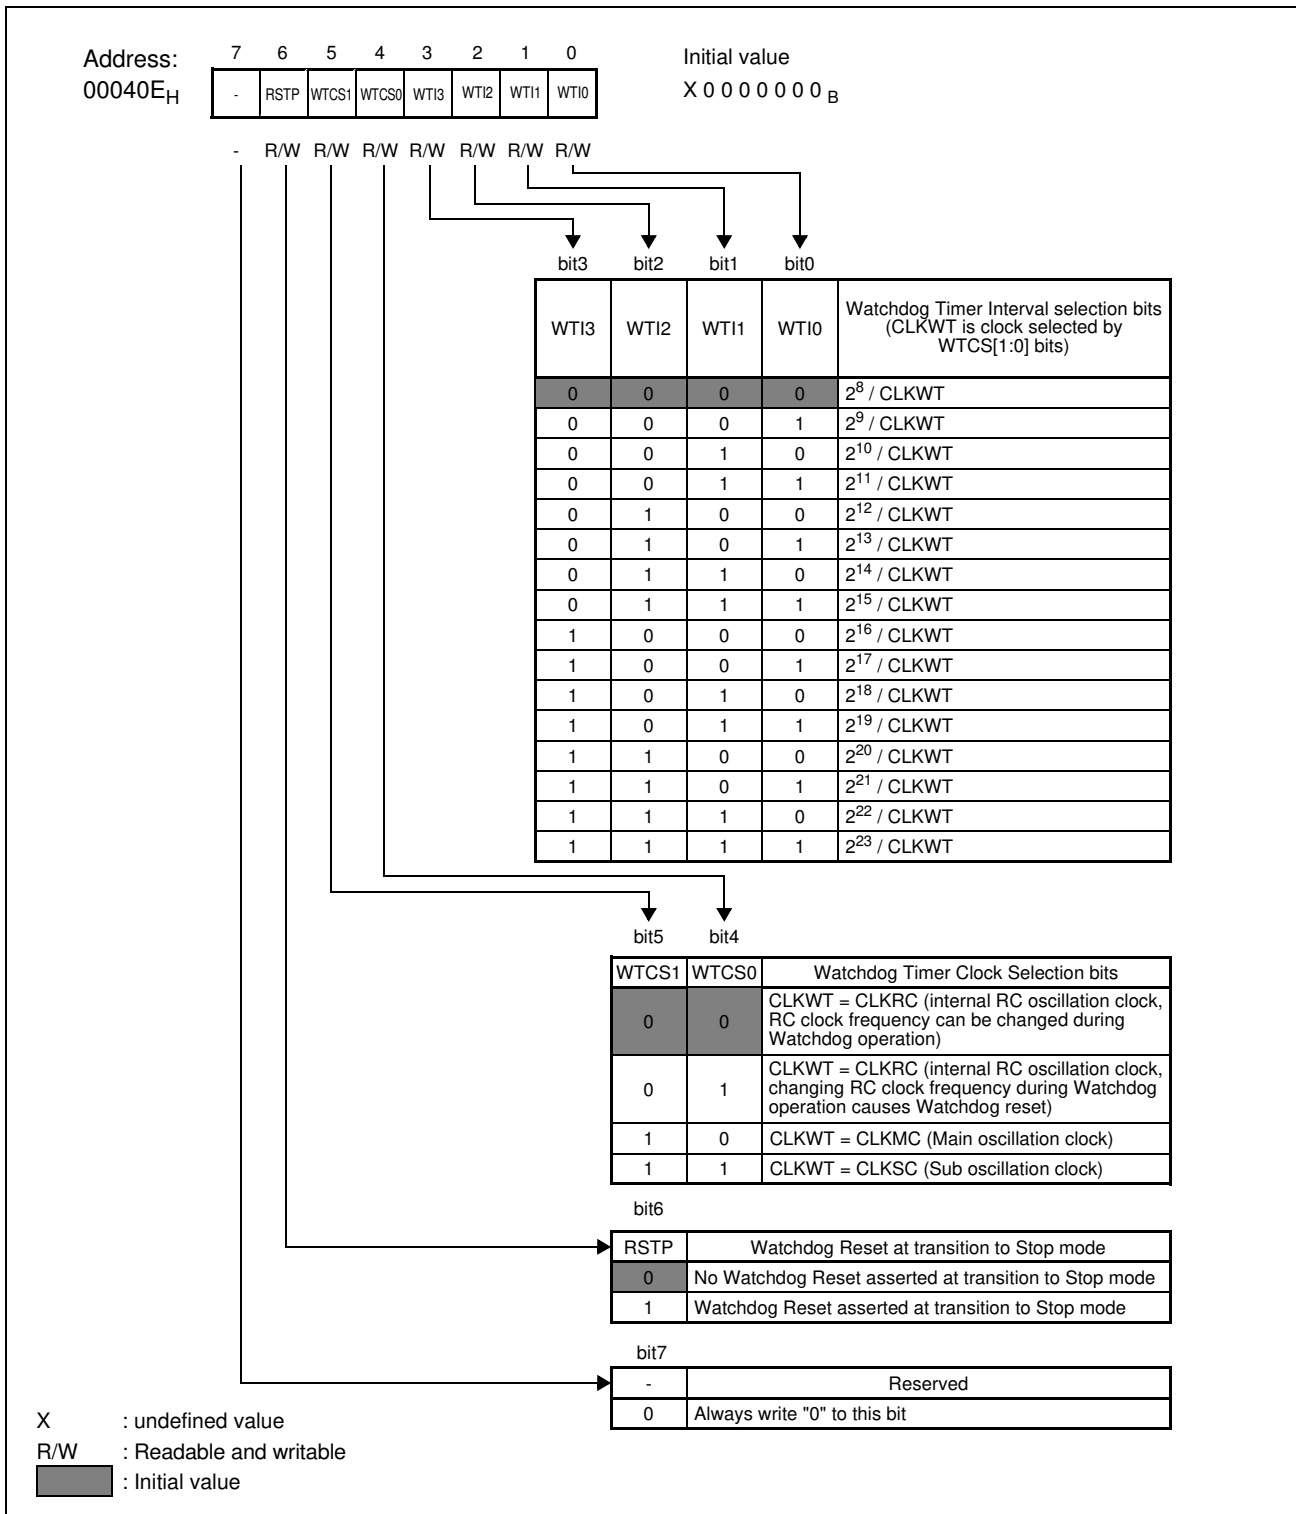 Address:
00040EH
7 6 5 4 3 2 1 0
- RSTP WTCS1 WTCS0 WTI3 WTI2 WTI1 WTI0
- R/W R/W R/W R/W R/W R/W R/W
Initial value
X 0 0 0 0 0 0 0 B
bit3 bit2 bit1 bit0
WTI3 WTI2 WTI1 WTI0 Watchdog Timer Interval selection bits
(CLKWT is clock selected by
WTCS[1:0] bits)
0 0 0 0 2^8 / CLKWT
0 0 0 1 2^9 / CLKWT
0 0 1 0 2^10 / CLKWT
0 0 1 1 2^11 / CLKWT
0 1 0 0 2^12 / CLKWT
0 1 0 1 2^13 / CLKWT
0 1 1 0 2^14 / CLKWT
0 1 1 1 2^15 / CLKWT
1 0 0 0 2^16 / CLKWT
1 0 0 1 2^17 / CLKWT
1 0 1 0 2^18 / CLKWT
1 0 1 1 2^19 / CLKWT
1 1 0 0 2^20 / CLKWT
1 1 0 1 2^21 / CLKWT
1 1 1 0 2^22 / CLKWT
1 1 1 1 2^23 / CLKWT
bit5 bit4
WTCS1 WTCS0 Watchdog Timer Clock Selection bits
0 0 CLKWT = CLKRC (internal RC oscillation clock,
RC clock frequency can be changed during
Watchdog operation)
0 1 CLKWT = CLKRC (internal RC oscillation clock,
changing RC clock frequency during Watchdog
operation causes Watchdog reset)
1 0 CLKWT = CLKMC (Main oscillation clock)
1 1 CLKWT = CLKSC (Sub oscillation clock)
bit6
RSTP Watchdog Reset at transition to Stop mode
0 No Watchdog Reset asserted at transition to Stop mode
1 Watchdog Reset asserted at transition to Stop mode
bit7
- Reserved
0 Always write "0" to this bit
X : undefined value
R/W : Readable and writable
: Initial value